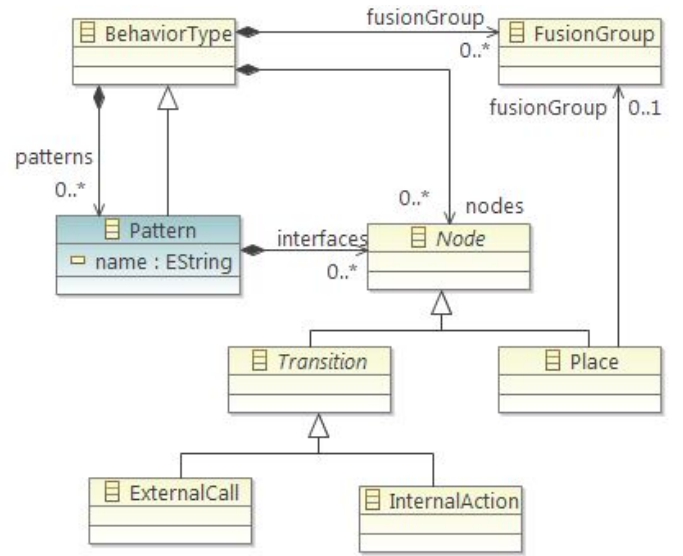 BehaviorType
fusionGroup
0..*
FusionGroup
fusionGroup
0..1
patterns
0..*
0..*
nodes
Pattern
name : EString
interfaces
0..*
Node
Transition
Place
ExternalCall
InternalAction